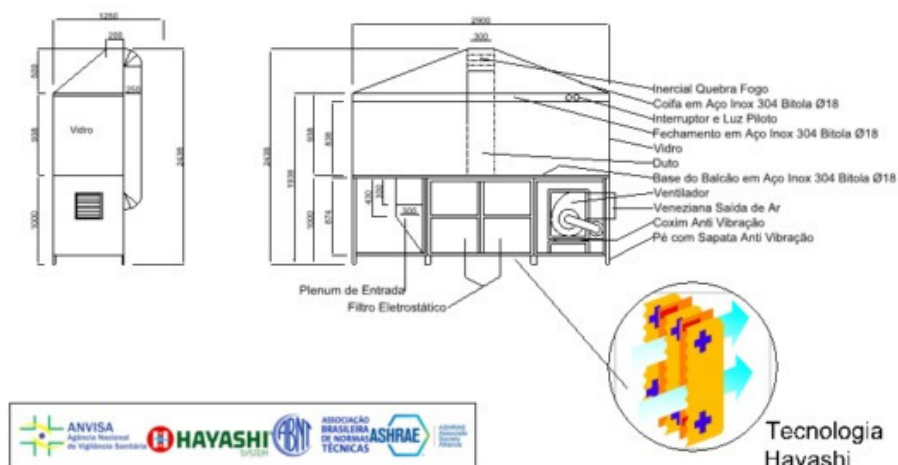 1250
200
500
250
Vidro
938
2438
1000
2900
300
2438
1938
938
838
1000
874
430
300
Inercial Quebra Fogo
Coifa em Aço Inox 304 Bitola Ø18
Interruptor e Luz Piloto
Fechamento em Aço Inox 304 Bitola Ø18
Vidro
Duto
Base do Balcão em Aço Inox 304 Bitola Ø18
Ventilador
Veneziana Saída de Ar
Coxim Anti Vibração
Pé com Sapata Anti Vibração
Plenum de Entrada
Filtro Eletrostático
ANVISA
Agência Nacional
de Vigilância Sanitária
HAYASHI
SYSTEM
ABNT
ASSOCIAÇÃO
BRASILEIRA
DE NORMAS
TÉCNICAS
ASHRAE
Tecnologia
Hayashi